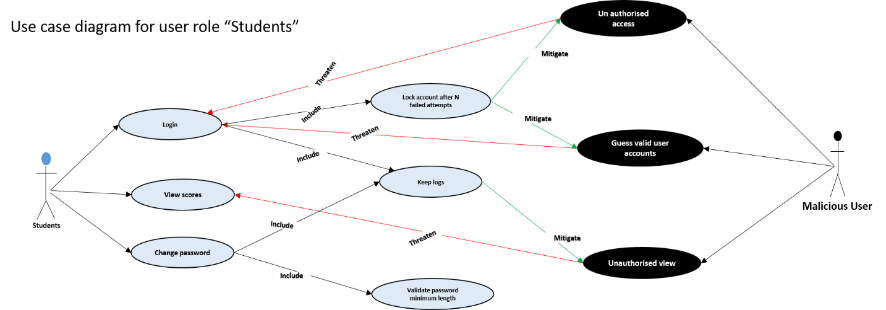 Use case diagram for user role “Students”
Un authorised
access
Mitigate
Threaten
Lock account after N
failed attempts
Include
Login
Mitigate
Threaten
Guess valid user
accounts
Include
Keep logs
View scores
Malicious User
Students
Include
Threaten
Mitigate
Change password
Unauthorised view
Include
Validate password
minimum length